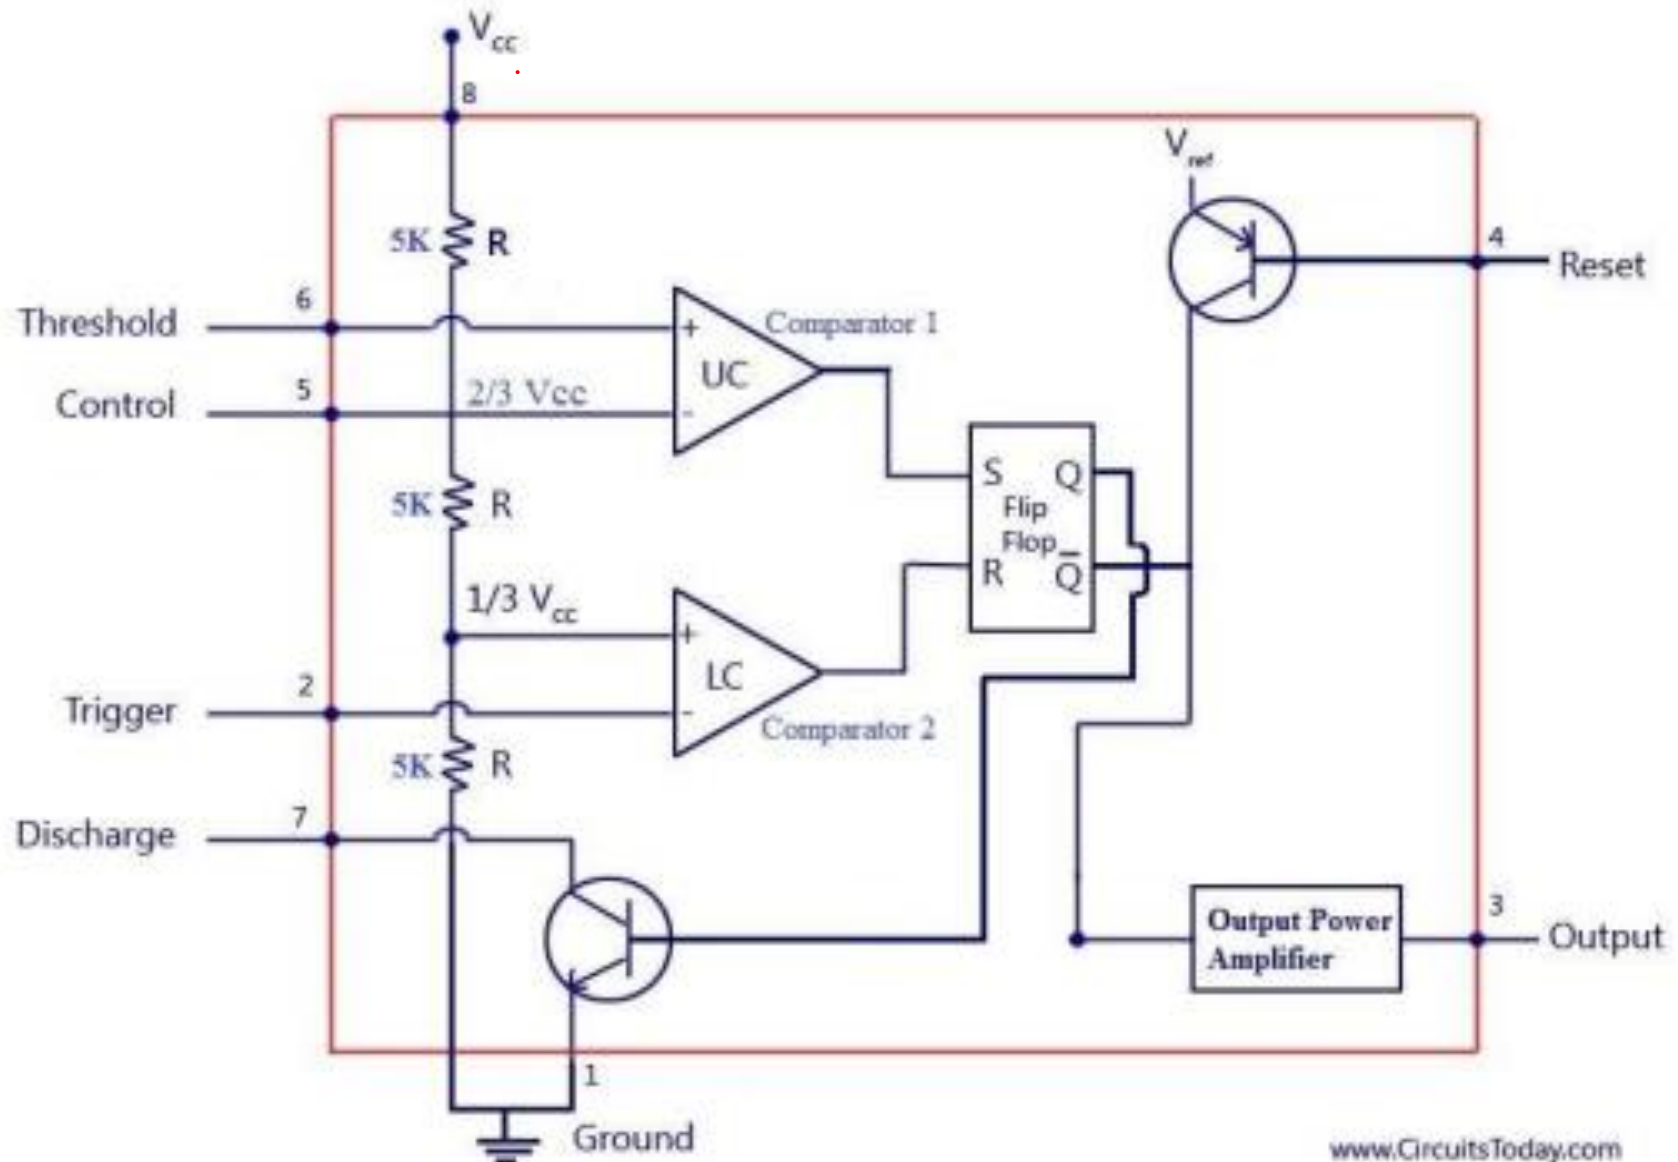 Vcc
8
Vref
5K R
4
Reset
6
Threshold
+
Comparator 1
UC
5
Control
2/3 Vcc
-
S Q
Flip
Flop
R Q̅
5K R
1/3 Vcc
+
LC
2
Trigger
-
Comparator 2
5K R
7
Discharge
3
Output Power
Amplifier
Output
1
Ground
www.CircuitsToday.com